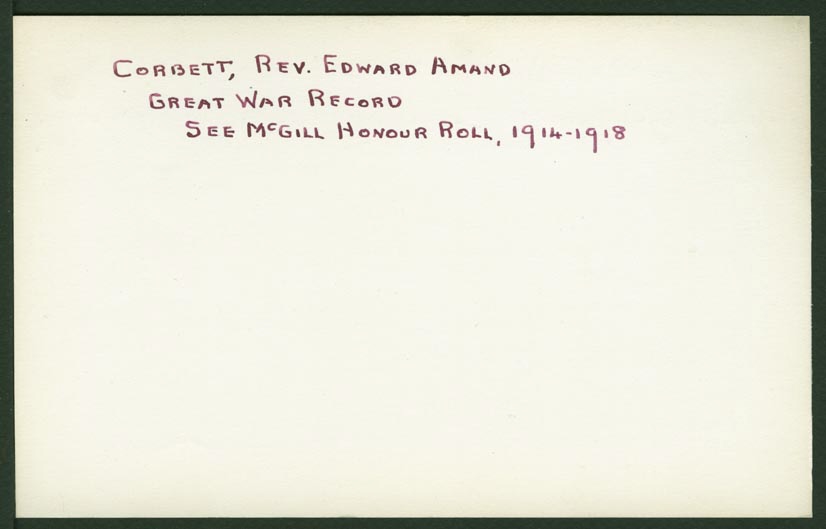 Corbett, Rev. Edward Amand
Great War Record
See McGill Honour Roll, 1914-1918